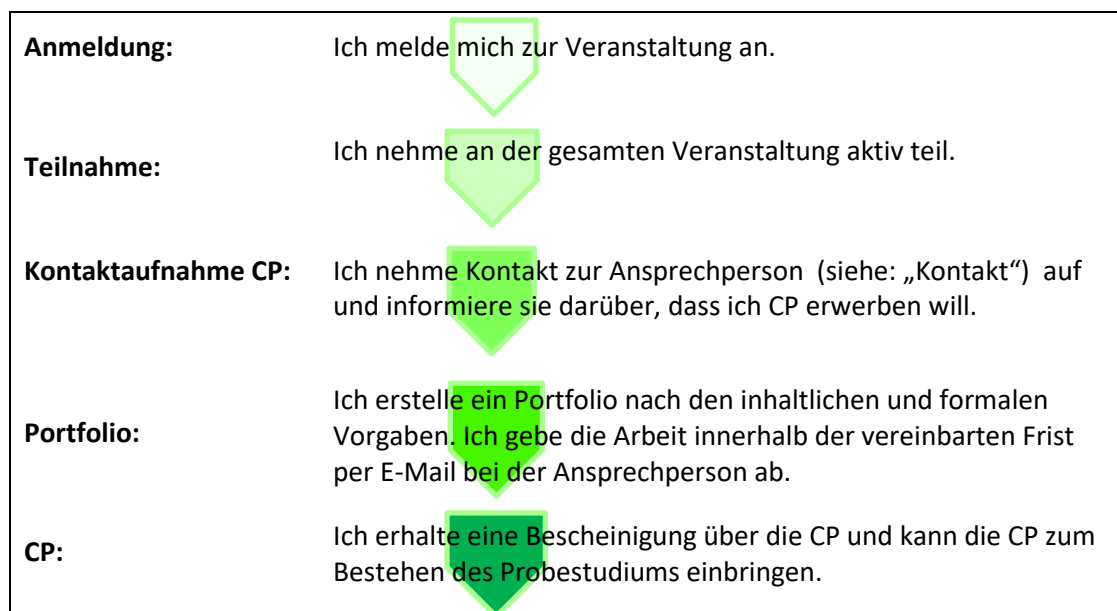 Anmeldung: Ich melde mich zur Veranstaltung an.
Teilnahme: Ich nehme an der gesamten Veranstaltung aktiv teil.
Kontaktaufnahme CP: Ich nehme Kontakt zur Ansprechperson (siehe: „Kontakt“) auf
und informiere sie darüber, dass ich CP erwerben will.
Portfolio: Ich erstelle ein Portfolio nach den inhaltlichen und formalen
Vorgaben. Ich gebe die Arbeit innerhalb der vereinbarten Frist
per E-Mail bei der Ansprechperson ab.
CP: Ich erhalte eine Bescheinigung über die CP und kann die CP zum
Bestehen des Probestudiums einbringen.